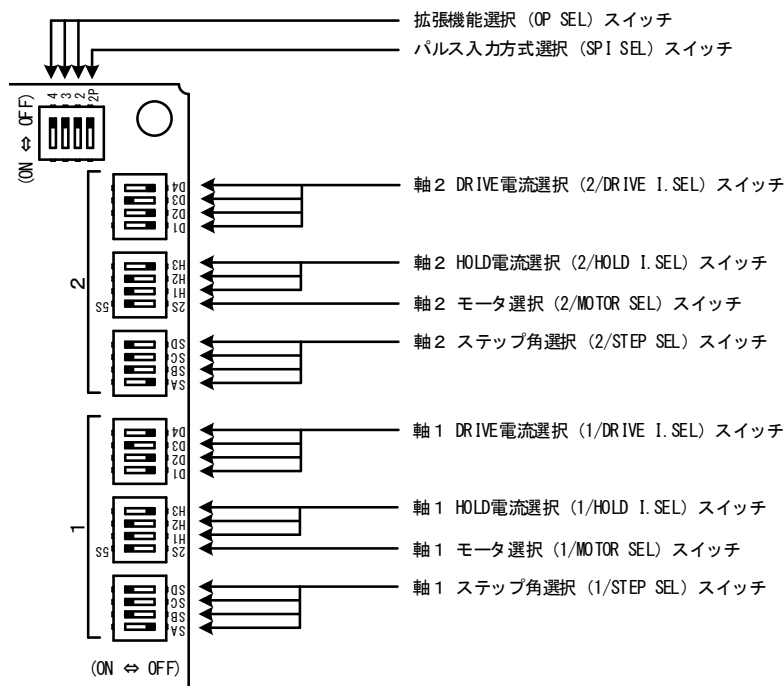 拡張機能選択 (OP SEL) スイッチ
パルス入力方式選択 (SPI SEL) スイッチ
(ON ⇔ OFF)
4
3
2
2P
2
D4
D3
D2
D1
軸2 DRIVE電流選択 (2/DRIVE I.SEL) スイッチ
H3
H2
H1
5S 2S
軸2 HOLD電流選択 (2/HOLD I.SEL) スイッチ
軸2 モータ選択 (2/MOTOR SEL) スイッチ
SD
SC
SB
SA
軸2 ステップ角選択 (2/STEP SEL) スイッチ
1
D4
D3
D2
D1
軸1 DRIVE電流選択 (1/DRIVE I.SEL) スイッチ
H3
H2
H1
5S 2S
軸1 HOLD電流選択 (1/HOLD I.SEL) スイッチ
軸1 モータ選択 (1/MOTOR SEL) スイッチ
SD
SC
SB
SA
軸1 ステップ角選択 (1/STEP SEL) スイッチ
(ON ⇔ OFF)